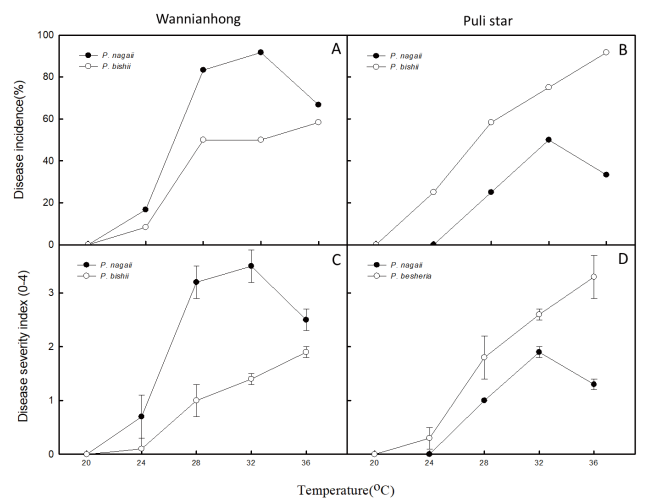 Wannianhong
Puli star
100
80
60
40
20
0
Disease incidence(%)
P. nagaii
P. bishii
A
P. nagaii
P. bishii
B
3
2
1
0
Disease severity index (0-4)
P. nagaii
P. bishii
C
P. nagaii
P. besheria
D
20 24 28 32 36
20 24 28 32 36
Temperature(°C)